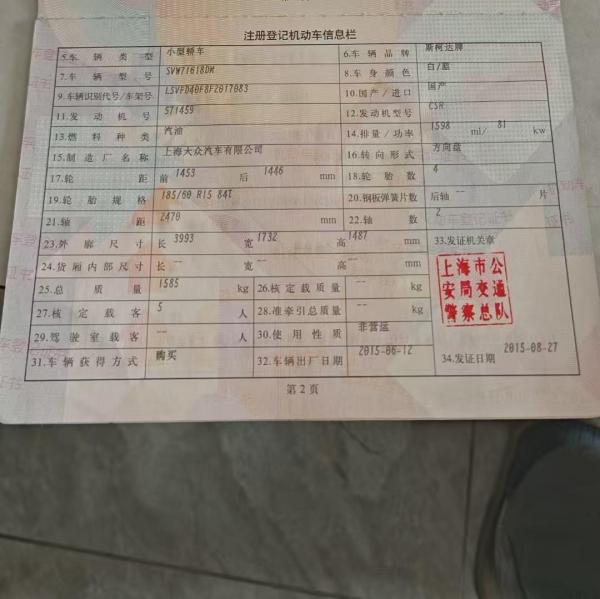 注册登记机动车信息栏
5.车辆类型 小型轿车 6.车辆品牌 斯柯达牌
7.车辆型号 SVW71618DM 8.车身颜色 白/黑
9.车辆识别代号/车架号 LSVFD40F8F2017083 10.国产/进口 国产
11.发动机号 571459 12.发动机型号 CSR
13.燃料种类 汽油 14.排量/功率 1598 ml/ 81 kw
15.制造厂名称 上海大众汽车有限公司 16.转向形式 方向盘
17.轮距 前 1453 后 1446 mm 18.轮胎数 4
19.轮胎规格 185/60 R15 84T 20.钢板弹簧片数 后轴 -- 片
21.轴距 2470 mm 22.轴数 2
23.外廓尺寸 长 3993 宽 1732 高 1487 mm 33.发证机关章
24.货厢内部尺寸 长 -- 宽 -- 高 -- mm
上海市公
安局交通
警察总队
25.总质量 1585 kg 26.核定载质量 -- kg
27.核定载客 5 人 28.准牵引总质量 -- kg
29.驾驶室载客 -- 人 30.使用性质 非营运
31.车辆获得方式 购买 32.车辆出厂日期 2015-06-12 34.发证日期 2015-08-27
第2页